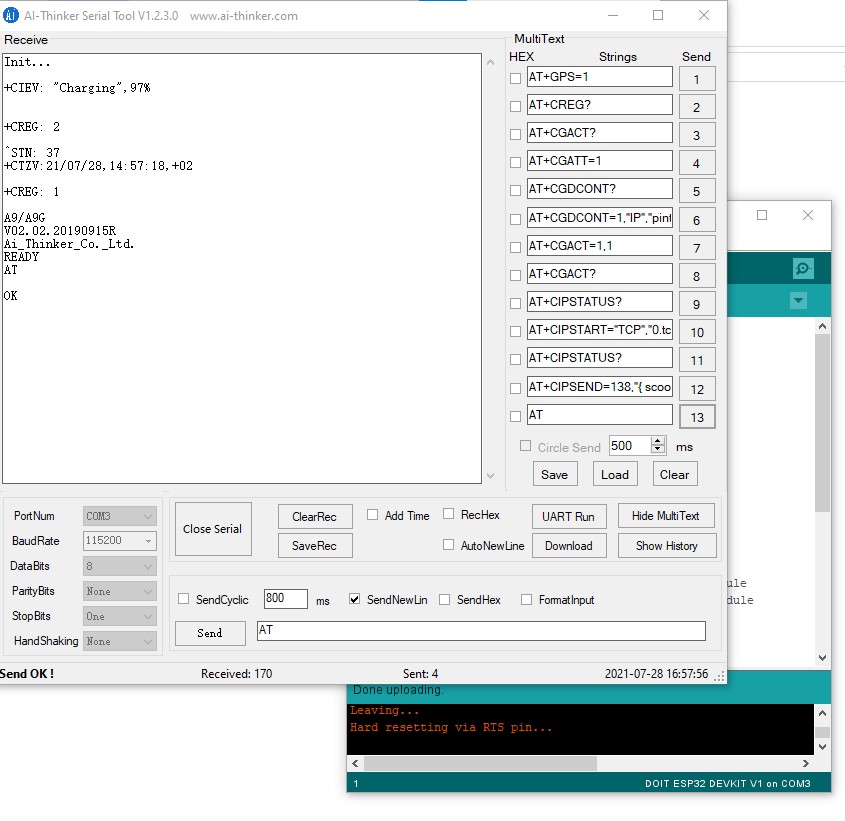 AI-Thinker Serial Tool V1.2.3.0 www.ai-thinker.com
Receive
Init...
+CIEV: "Charging",97%
+CREG: 2
^STN: 37
+CTZV:21/07/28,14:57:18,+02
+CREG: 1
A9/A9G
V02.02.20190915R
Ai_Thinker_Co._Ltd.
READY
AT
OK
MultiText
HEX Strings Send
AT+GPS=1 1
AT+CREG? 2
AT+CGACT? 3
AT+CGATT=1 4
AT+CGDCONT? 5
AT+CGDCONT=1,"IP","pint 6
AT+CGACT=1,1 7
AT+CGACT? 8
AT+CIPSTATUS? 9
AT+CIPSTART="TCP","0.tc 10
AT+CIPSTATUS? 11
AT+CIPSEND=138,"{ scoo 12
AT 13
Circle Send 500 ms
Save Load Clear
PortNum COM3
BaudRate 115200
DataBits 8
ParityBits None
StopBits One
HandShaking None
Close Serial
ClearRec Add Time RecHex UART Run Hide MultiText
SaveRec AutoNewLine Download Show History
SendCyclic 800 ms SendNewLin SendHex FormatInput
Send AT
Send OK ! Received: 170 Sent: 4 2021-07-28 16:57:56
ule
dule
Done uploading.
Leaving...
Hard resetting via RTS pin...
1 DOIT ESP32 DEVKIT V1 on COM3